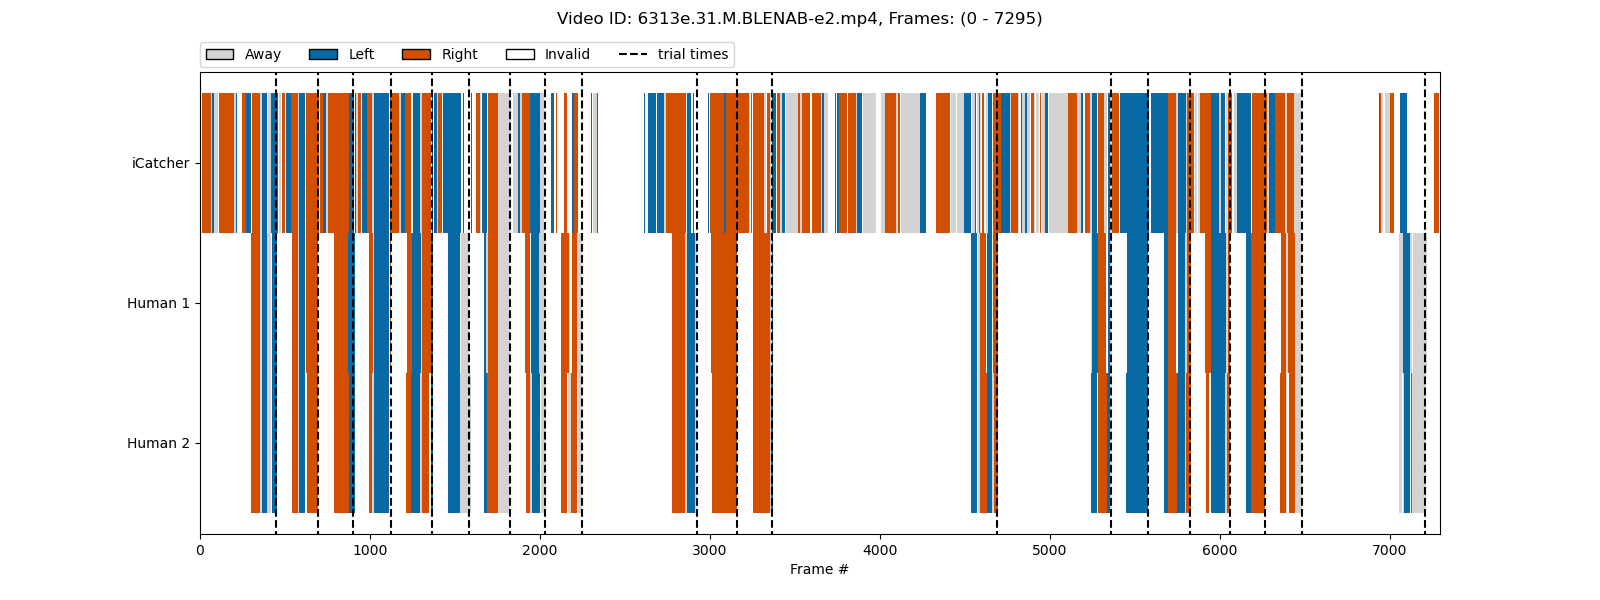 Video ID: 6313e.31.M.BLENAB-e2.mp4, Frames: (0 - 7295)
Away Left Right Invalid trial times
iCatcher
Human 1
Human 2
0 1000 2000 3000 4000 5000 6000 7000
Frame #